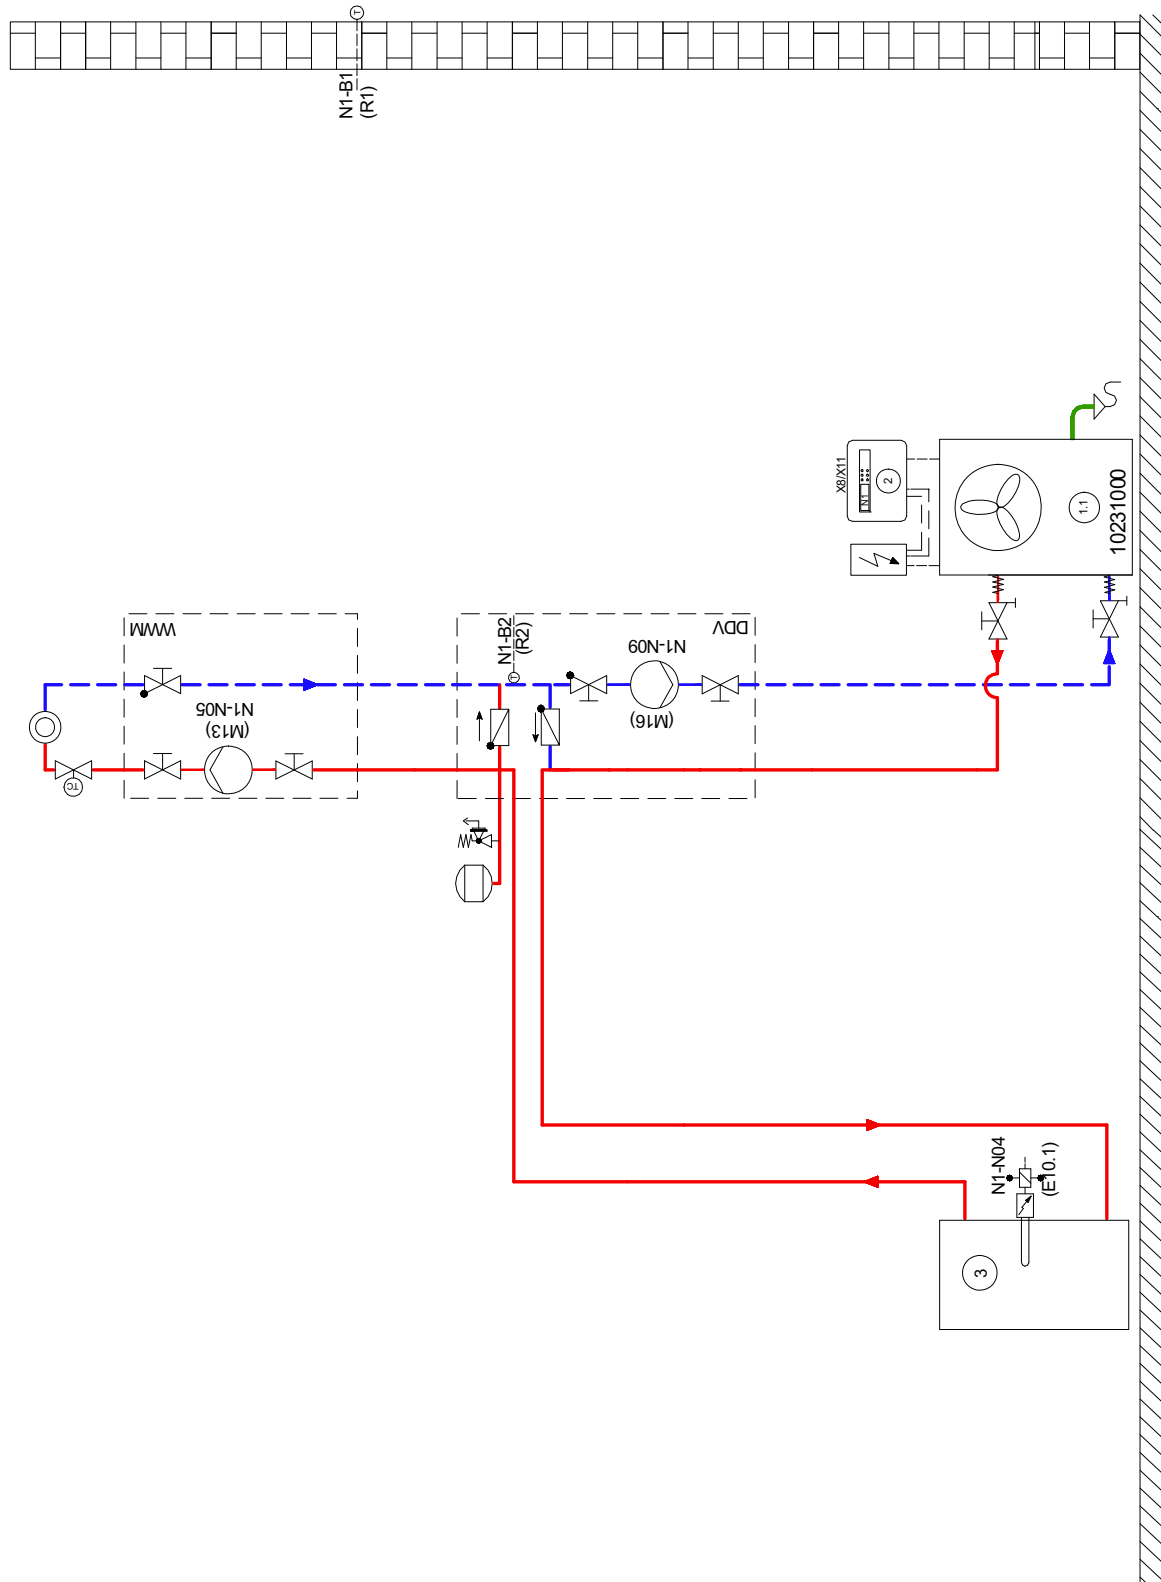 N1-B1
(R1)
T
WWM
N1-N05
(M13)
TC
N1-B2
(R2)
T
DDV
N1-N09
(M16)
X8/X11
N1
2
1.1
10231000
N1-N04
(E10.1)
3